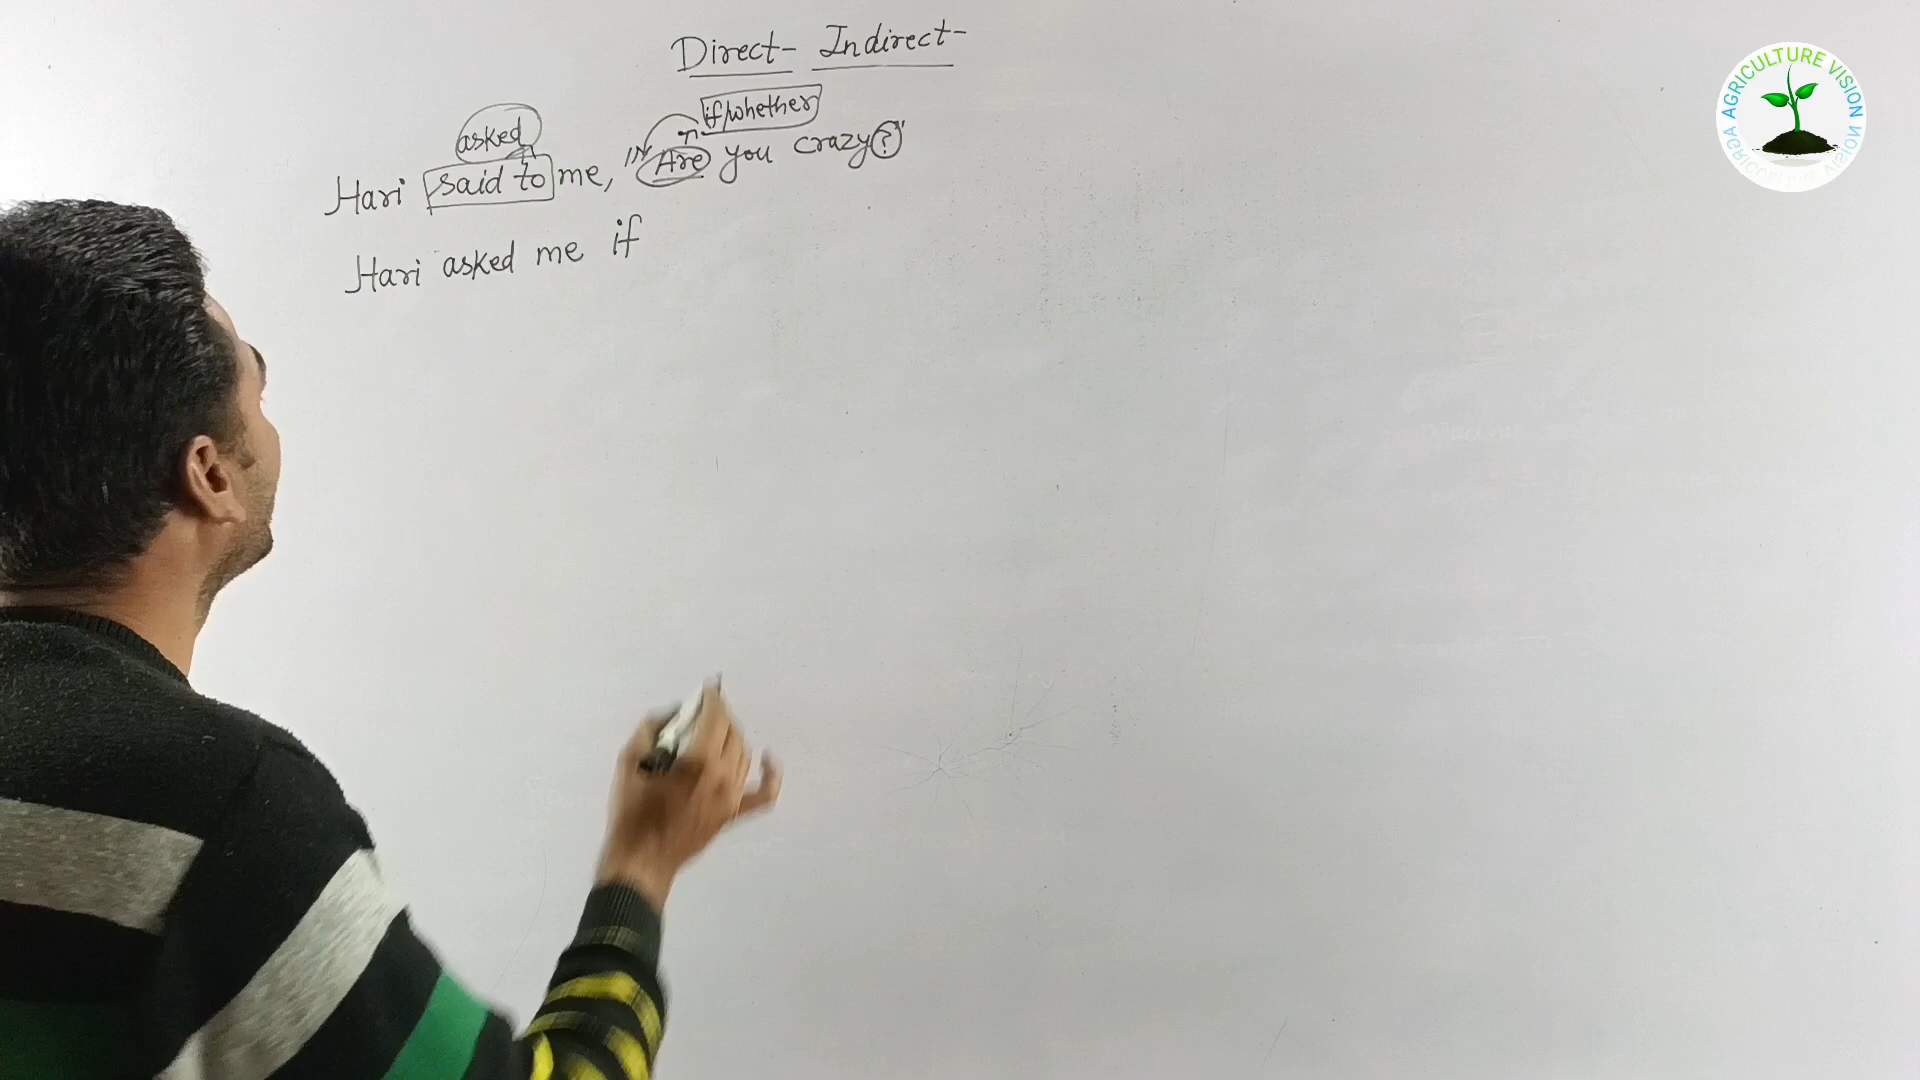 Direct- Indirect-
if/whether
asked
Hari said to me, "Are you crazy?"
Hari asked me if
AGRICULTURE VISION